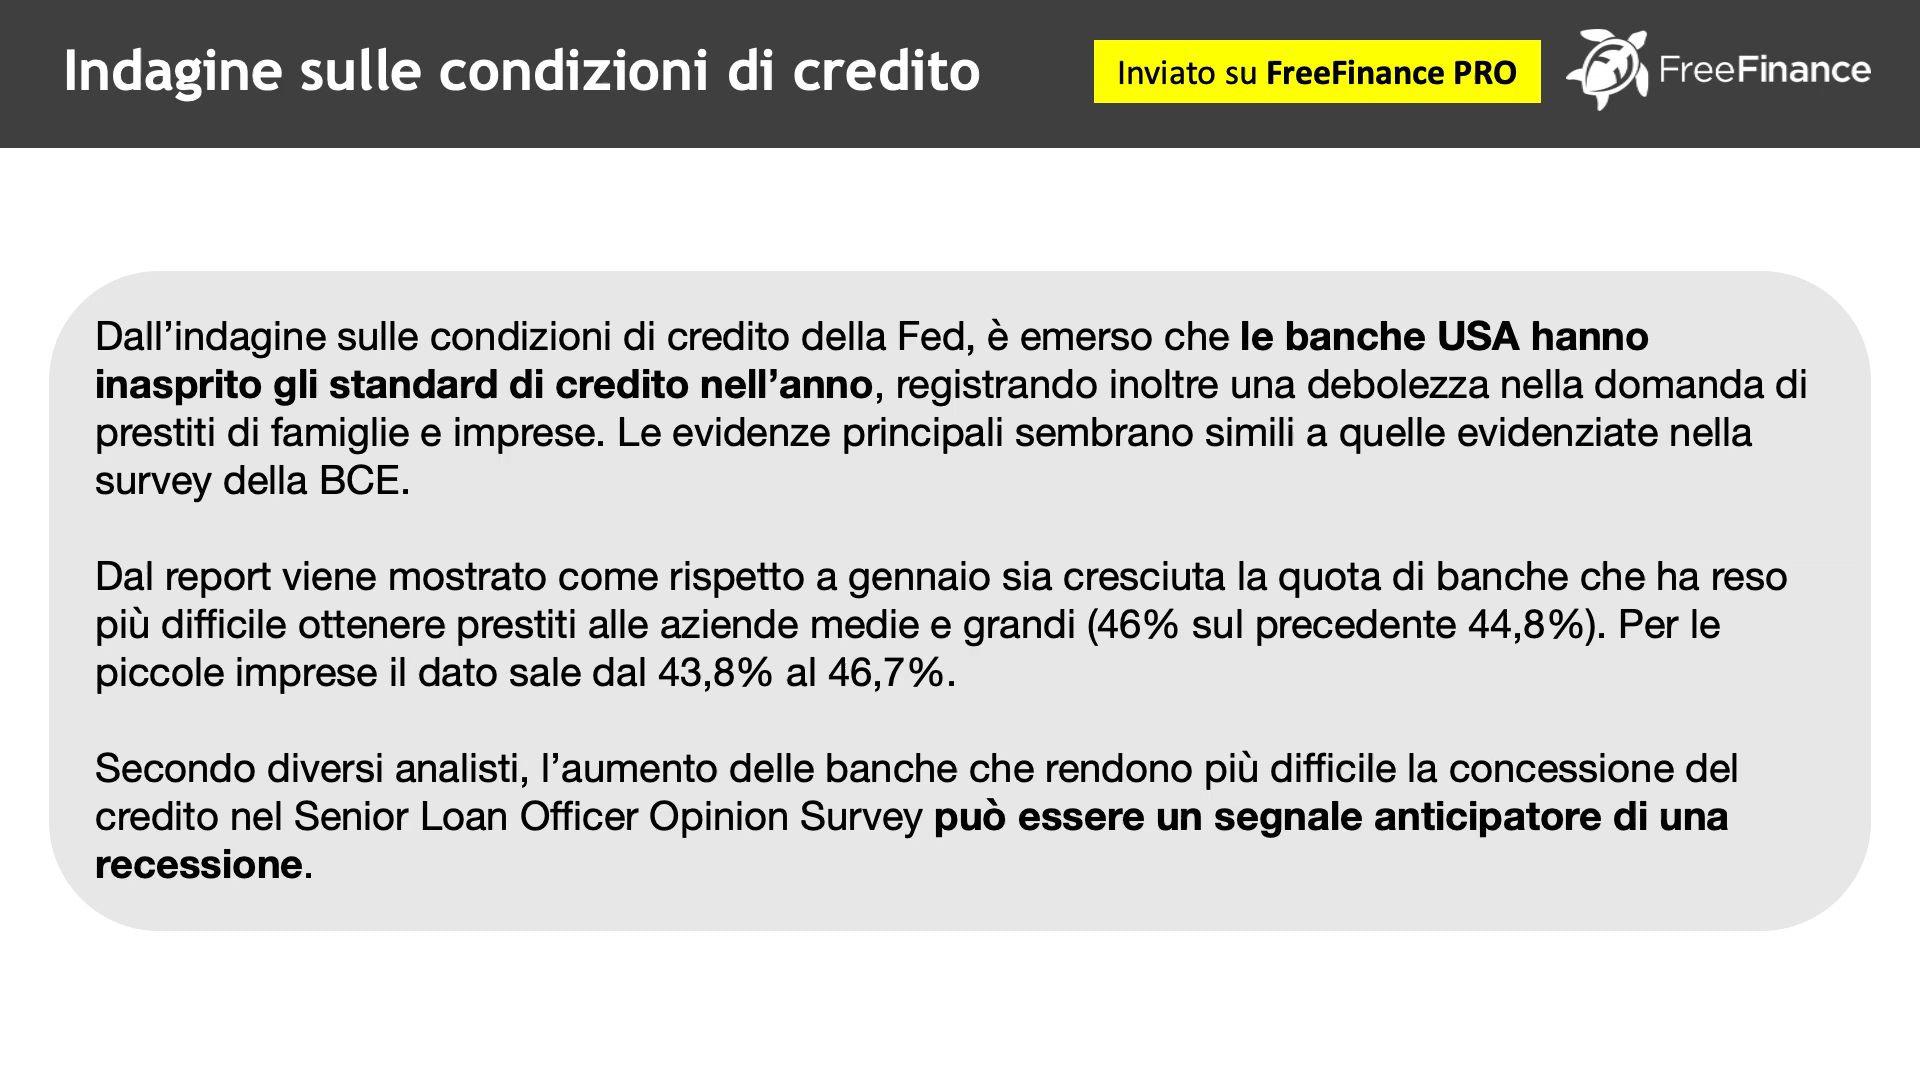 Indagine sulle condizioni di credito
Inviato su FreeFinance PRO
FreeFinance
Dall’indagine sulle condizioni di credito della Fed, è emerso che le banche USA hanno
inasprito gli standard di credito nell’anno, registrando inoltre una debolezza nella domanda di
prestiti di famiglie e imprese. Le evidenze principali sembrano simili a quelle evidenziate nella
survey della BCE.
Dal report viene mostrato come rispetto a gennaio sia cresciuta la quota di banche che ha reso
più difficile ottenere prestiti alle aziende medie e grandi (46% sul precedente 44,8%). Per le
piccole imprese il dato sale dal 43,8% al 46,7%.
Secondo diversi analisti, l’aumento delle banche che rendono più difficile la concessione del
credito nel Senior Loan Officer Opinion Survey può essere un segnale anticipatore di una
recessione.